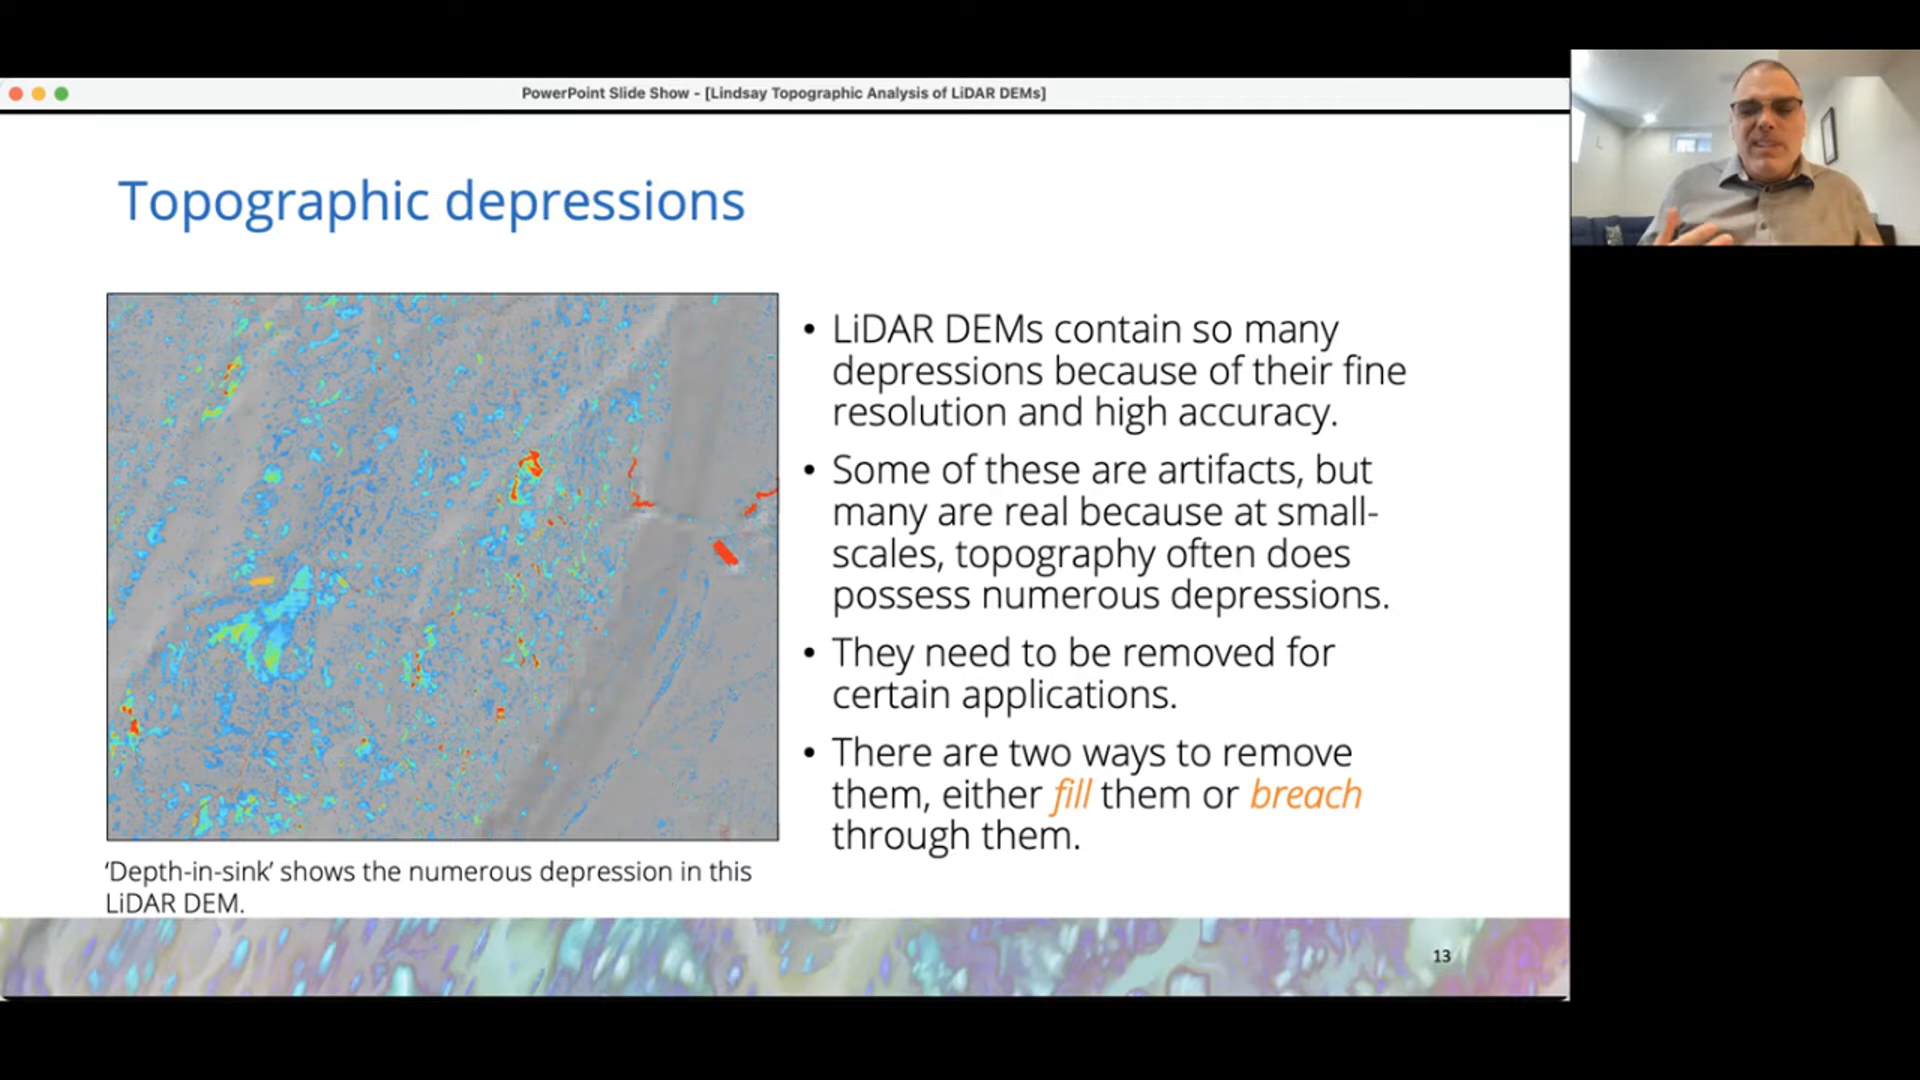 PowerPoint Slide Show - [Lindsay Topographic Analysis of LiDAR DEMs]
Topographic depressions
• LiDAR DEMs contain so many
depressions because of their fine
resolution and high accuracy.
• Some of these are artifacts, but
many are real because at small-
scales, topography often does
possess numerous depressions.
• They need to be removed for
certain applications.
• There are two ways to remove
them, either fill them or breach
through them.
‘Depth-in-sink’ shows the numerous depression in this
LiDAR DEM.
13